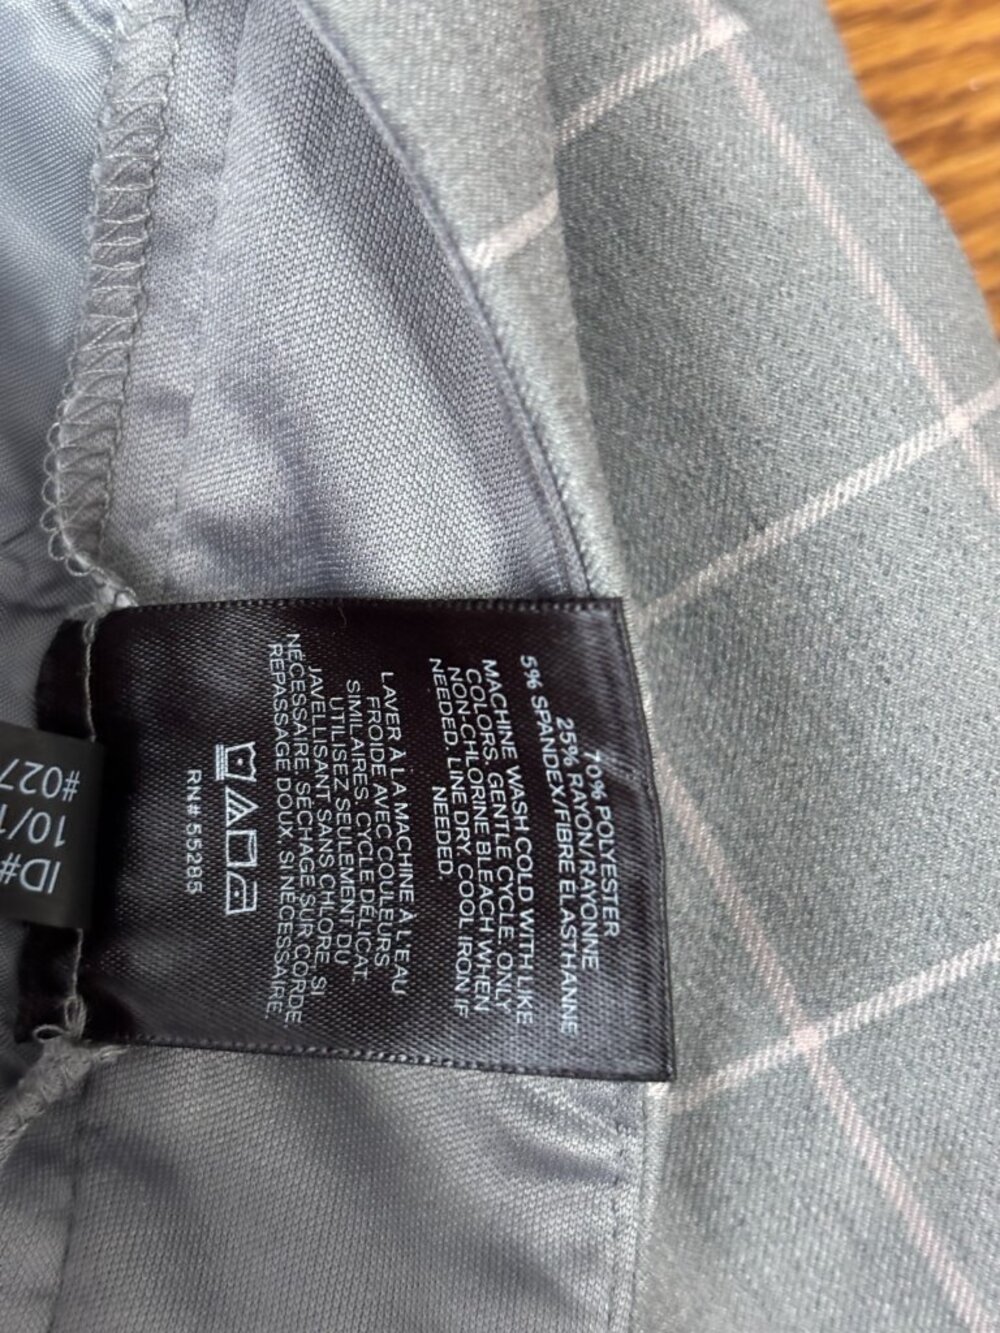 70% POLYESTER
25% RAYON/RAYONNE
5% SPANDEX/FIBRE ELASTHANNE
MACHINE WASH COLD WITH LIKE
COLORS. GENTLE CYCLE. ONLY
NON-CHLORINE BLEACH WHEN
NEEDED. LINE DRY. COOL IRON IF
NEEDED.
LAVER À LA MACHINE À L'EAU
FROIDE AVEC COULEURS
SIMILAIRES. CYCLE DÉLICAT.
UTILISEZ SEULEMENT DU
JAVELLISANT SANS CHLORE, SI
NÉCESSAIRE. SÉCHAGE SUR CORDE.
REPASSAGE DOUX, SI NÉCESSAIRE.
RN# 55285
ID#
10/1
#027